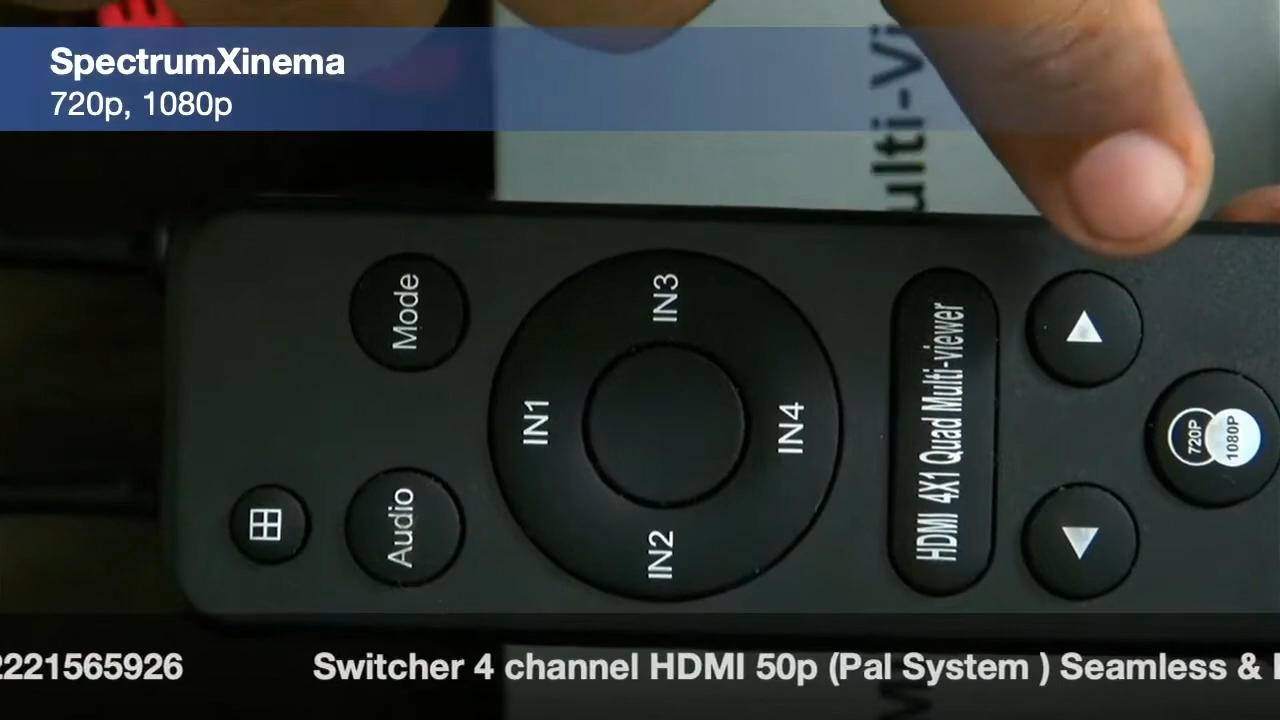 SpectrumXinema
720p, 1080p
ulti-Vi
Mode
Audio
IN3
IN1
IN4
IN2
HDMI 4X1 Quad Multi-viewer
720P
1080P
2221565926 Switcher 4 channel HDMI 50p (Pal System ) Seamless &